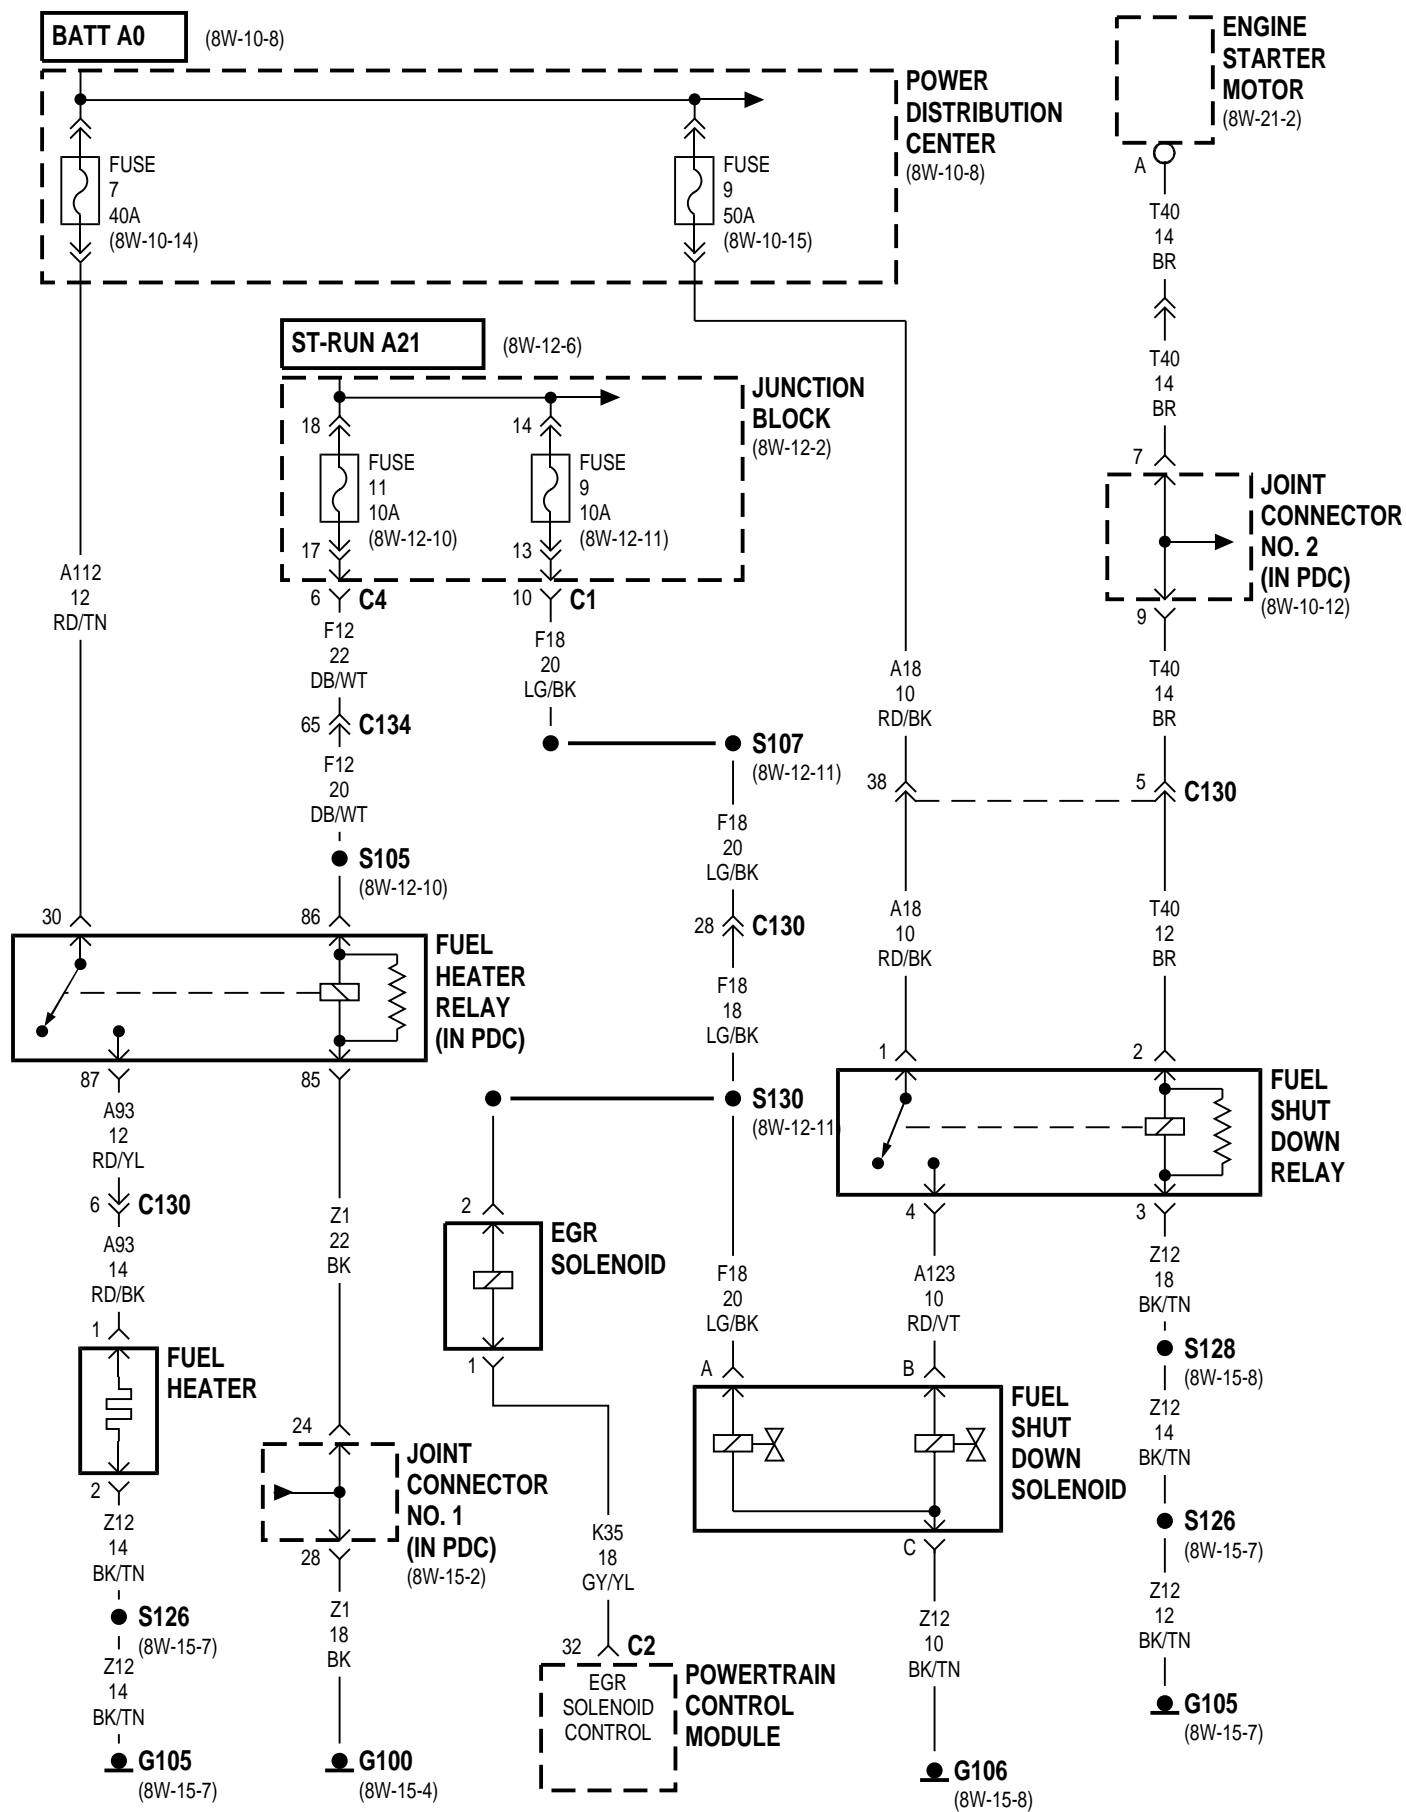 BATT A0
(8W-10-8)
ENGINE
STARTER
MOTOR
(8W-21-2)
POWER
DISTRIBUTION
CENTER
(8W-10-8)
FUSE
7
40A
(8W-10-14)
FUSE
9
50A
(8W-10-15)
A
T40
14
BR
T40
14
BR
ST-RUN A21
(8W-12-6)
JUNCTION
BLOCK
(8W-12-2)
18
FUSE
11
10A
(8W-12-10)
17
14
FUSE
9
10A
(8W-12-11)
13
7
JOINT
CONNECTOR
NO. 2
(IN PDC)
(8W-10-12)
9
A112
12
RD/TN
6
C4
F12
22
DB/WT
65
C134
F12
20
DB/WT
S105
(8W-12-10)
10
C1
F18
20
LG/BK
S107
(8W-12-11)
F18
20
LG/BK
28
C130
F18
18
LG/BK
A18
10
RD/BK
T40
14
BR
38
5
C130
A18
10
RD/BK
T40
12
BR
30
86
FUEL
HEATER
RELAY
(IN PDC)
87
85
1
2
FUEL
SHUT
DOWN
RELAY
4
3
S130
(8W-12-11
A93
12
RD/YL
6
C130
A93
14
RD/BK
1
FUEL
HEATER
2
Z12
14
BK/TN
S126
(8W-15-7)
Z12
14
BK/TN
G105
(8W-15-7)
Z1
22
BK
24
JOINT
CONNECTOR
NO. 1
(IN PDC)
(8W-15-2)
28
Z1
18
BK
G100
(8W-15-4)
2
EGR
SOLENOID
1
K35
18
GY/YL
32
C2
EGR
SOLENOID
CONTROL
POWERTRAIN
CONTROL
MODULE
F18
20
LG/BK
A123
10
RD/VT
A
B
FUEL
SHUT
DOWN
SOLENOID
C
Z12
10
BK/TN
G106
(8W-15-8)
Z12
18
BK/TN
S128
(8W-15-8)
Z12
14
BK/TN
S126
(8W-15-7)
Z12
12
BK/TN
G105
(8W-15-7)